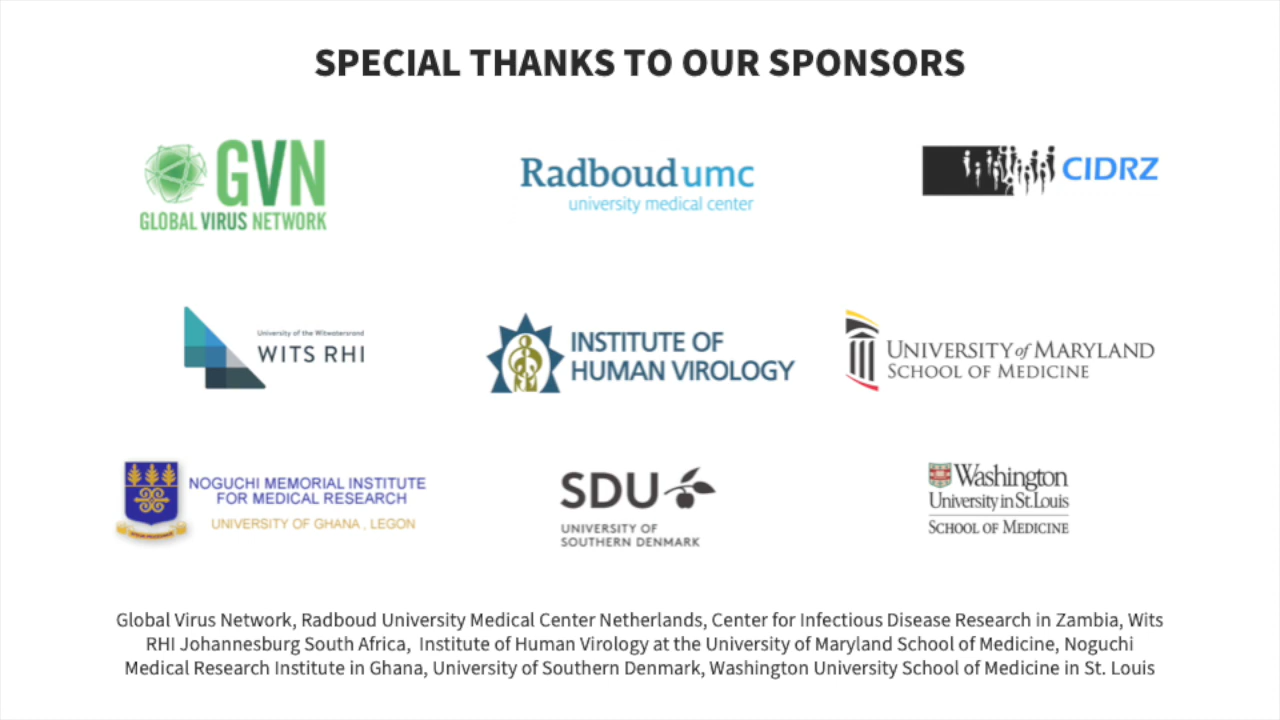 SPECIAL THANKS TO OUR SPONSORS
GVN
GLOBAL VIRUS NETWORK
Radboudumc
university medical center
CIDRZ
University of the Witwatersrand
WITS RHI
INSTITUTE OF
HUMAN VIROLOGY
UNIVERSITY of MARYLAND
SCHOOL OF MEDICINE
NOGUCHI MEMORIAL INSTITUTE
FOR MEDICAL RESEARCH
UNIVERSITY OF GHANA , LEGON
SDU
UNIVERSITY OF
SOUTHERN DENMARK
Washington
University in St.Louis
SCHOOL OF MEDICINE
Global Virus Network, Radboud University Medical Center Netherlands, Center for Infectious Disease Research in Zambia, Wits
RHI Johannesburg South Africa, Institute of Human Virology at the University of Maryland School of Medicine, Noguchi
Medical Research Institute in Ghana, University of Southern Denmark, Washington University School of Medicine in St. Louis